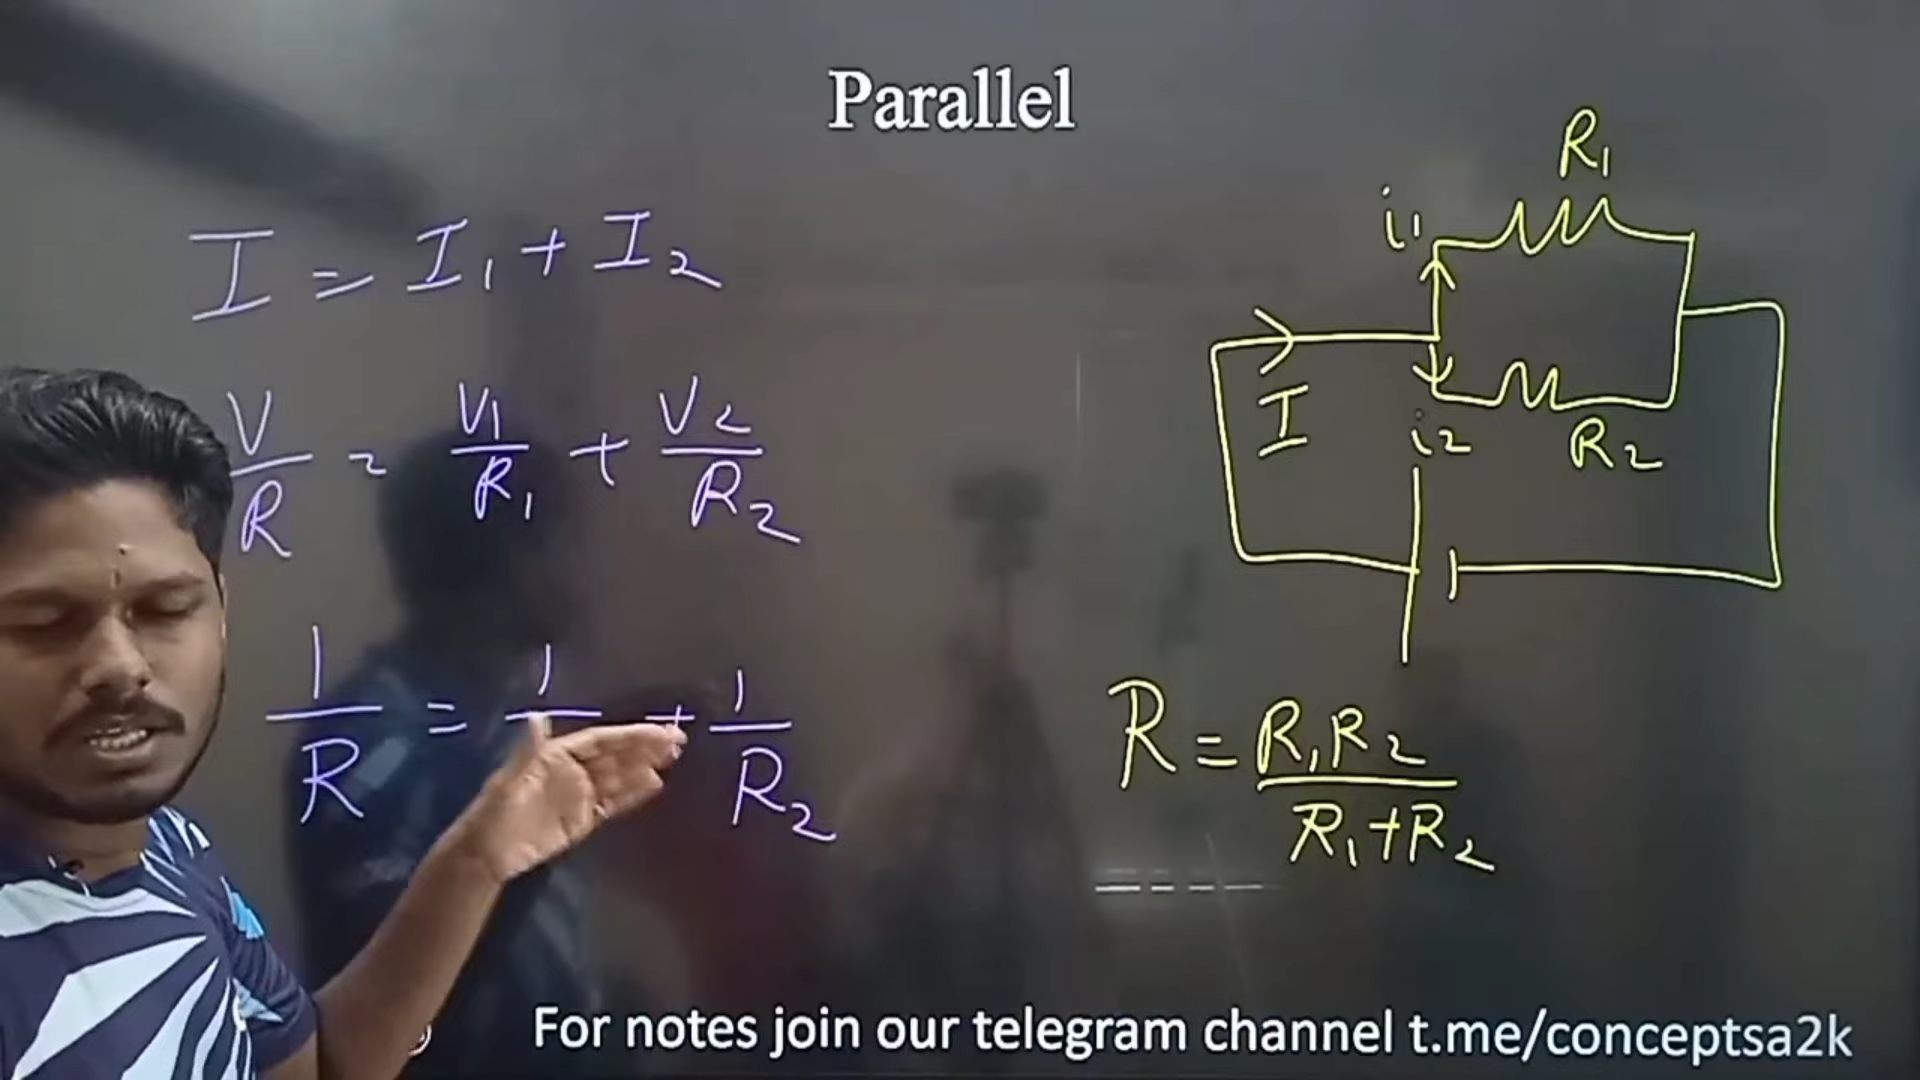 Parallel
I = I₁ + I₂
V/R = V₁/R₁ + V₂/R₂
1/R = 1/ + 1/R₂
R₁
i₁
I
i₂
R₂
R = R₁R₂/R₁+R₂
For notes join our telegram channel t.me/conceptsa2k